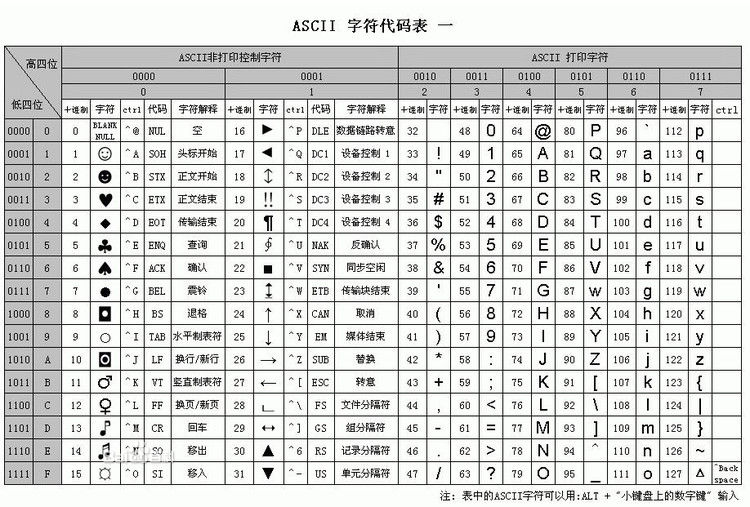 ASCII 字符代码表 一
高四位 ASCII非打印控制字符 ASCII 打印字符
0000 0001 0010 0011 0100 0101 0110 0111
0 1 2 3 4 5 6 7
低四位 十进制 字符 ctrl 代码 字符解释 十进制 字符 ctrl 代码 字符解释 十进制 字符 十进制 字符 十进制 字符 十进制 字符 十进制 字符 十进制 字符 ctrl
0000 0 0 BLANK NULL ^@ NUL 空 16 ► ^P DLE 数据链路转意 32 48 0 64 @ 80 P 96 ` 112 p
0001 1 1 ☺ ^A SOH 头标开始 17 ◄ ^Q DC1 设备控制 1 33 ! 49 1 65 A 81 Q 97 a 113 q
0010 2 2 ☻ ^B STX 正文开始 18 ↕ ^R DC2 设备控制 2 34 " 50 2 66 B 82 R 98 b 114 r
0011 3 3 ♥ ^C ETX 正文结束 19 ‼ ^S DC3 设备控制 3 35 # 51 3 67 C 83 S 99 c 115 s
0100 4 4 ◆ ^D EOT 传输结束 20 ¶ ^T DC4 设备控制 4 36 $ 52 4 68 D 84 T 100 d 116 t
0101 5 5 ♣ ^E ENQ 查询 21 ∮ ^U NAK 反确认 37 % 53 5 69 E 85 U 101 e 117 u
0110 6 6 ♠ ^F ACK 确认 22 ■ ^V SYN 同步空闲 38 & 54 6 70 F 86 V 102 f 118 v
0111 7 7 ● ^G BEL 震铃 23 ↨ ^W ETB 传输块结束 39 ' 55 7 71 G 87 w 103 g 119 w
1000 8 8 ◘ ^H BS 退格 24 ↑ ^X CAN 取消 40 ( 56 8 72 H 88 X 104 h 120 x
1001 9 9 ○ ^I TAB 水平制表符 25 ↓ ^Y EM 媒体结束 41 ) 57 9 73 I 89 Y 105 i 121 y
1010 A 10 ◙ ^J LF 换行/新行 26 → ^Z SUB 替换 42 * 58 : 74 J 90 Z 106 j 122 z
1011 B 11 ♂ ^K VT 竖直制表符 27 ← ^[ ESC 转意 43 + 59 ; 75 K 91 [ 107 k 123 {
1100 C 12 ♀ ^L FF 换页/新页 28 ∟ ^\ FS 文件分隔符 44 , 60 < 76 L 92 \ 108 l 124 |
1101 D 13 ♪ ^M CR 回车 29 ↔ ^] GS 组分隔符 45 - 61 = 77 M 93 ] 109 m 125 }
1110 E 14 ♫ ^N SO 移出 30 ▲ ^6 RS 记录分隔符 46 . 62 > 78 N 94 ^ 110 n 126 ~
1111 F 15 ☼ ^O SI 移入 31 ▼ ^- US 单元分隔符 47 / 63 ? 79 O 95 _ 111 o 127 Δ ^Back space
注: 表中的ASCII字符可以用:ALT + "小键盘上的数字键" 输入